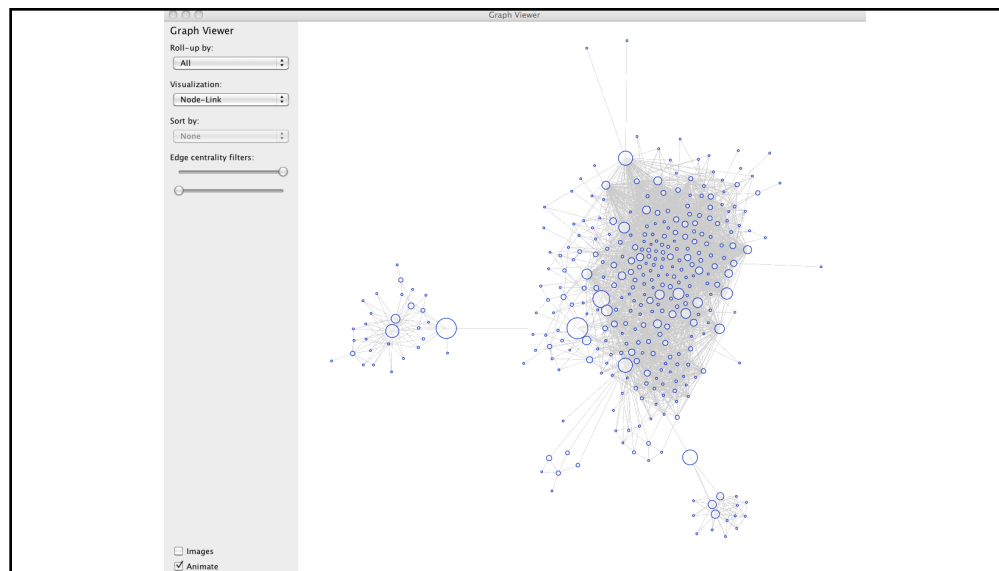 Graph Viewer
Graph Viewer
Roll-up by:
All
Visualization:
Node-Link
Sort by:
None
Edge centrality filters:
Images
Animate